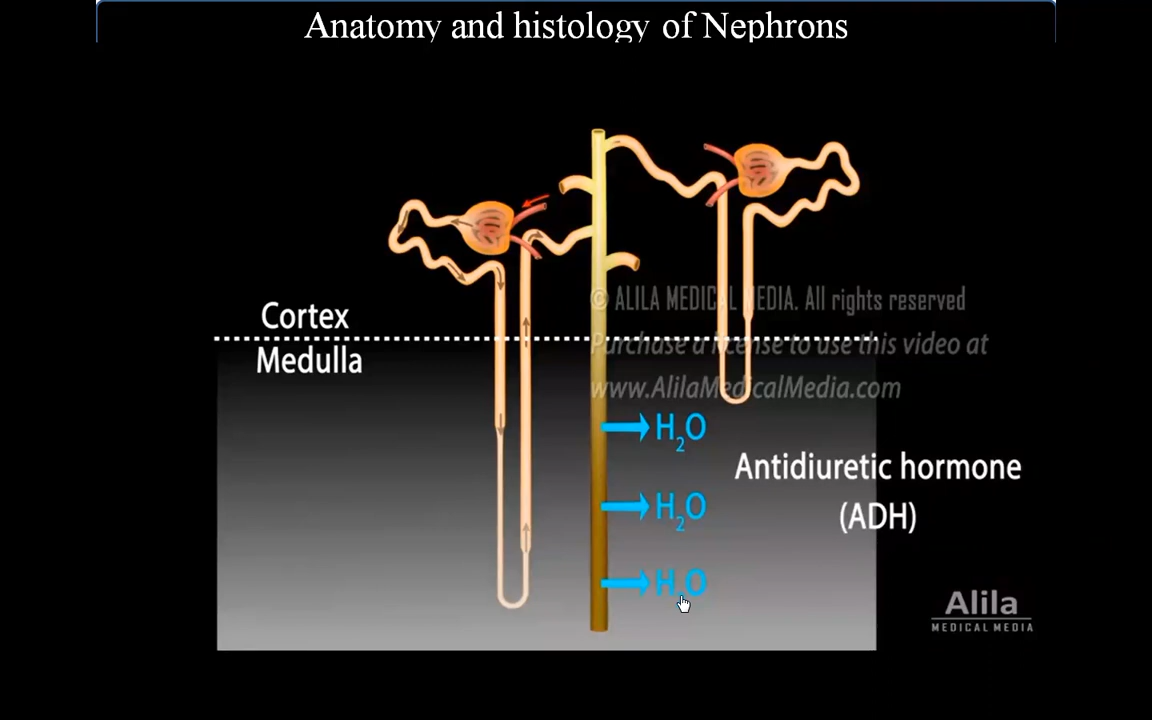 Anatomy and histology of Nephrons
Cortex
Medulla
© ALILA MEDICAL MEDIA. All rights reserved
Purchase a license to use this video at
www.AlilaMedicalMedia.com
H2O
Antidiuretic hormone
(ADH)
H2O
H2O
Alila
MEDICAL MEDIA